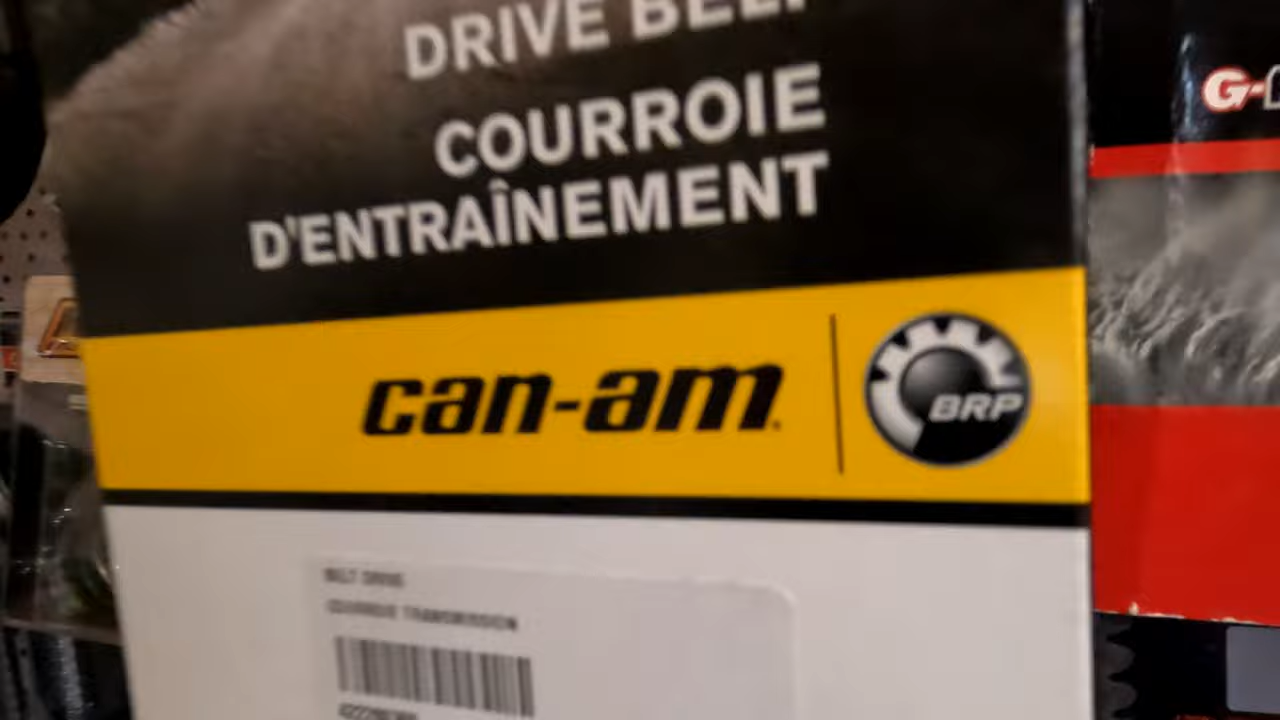 DRIVE BELT
COURROIE
D'ENTRAÎNEMENT
can-am
BRP
G-
BELT DRIVE
COURROIE TRANSMISSION